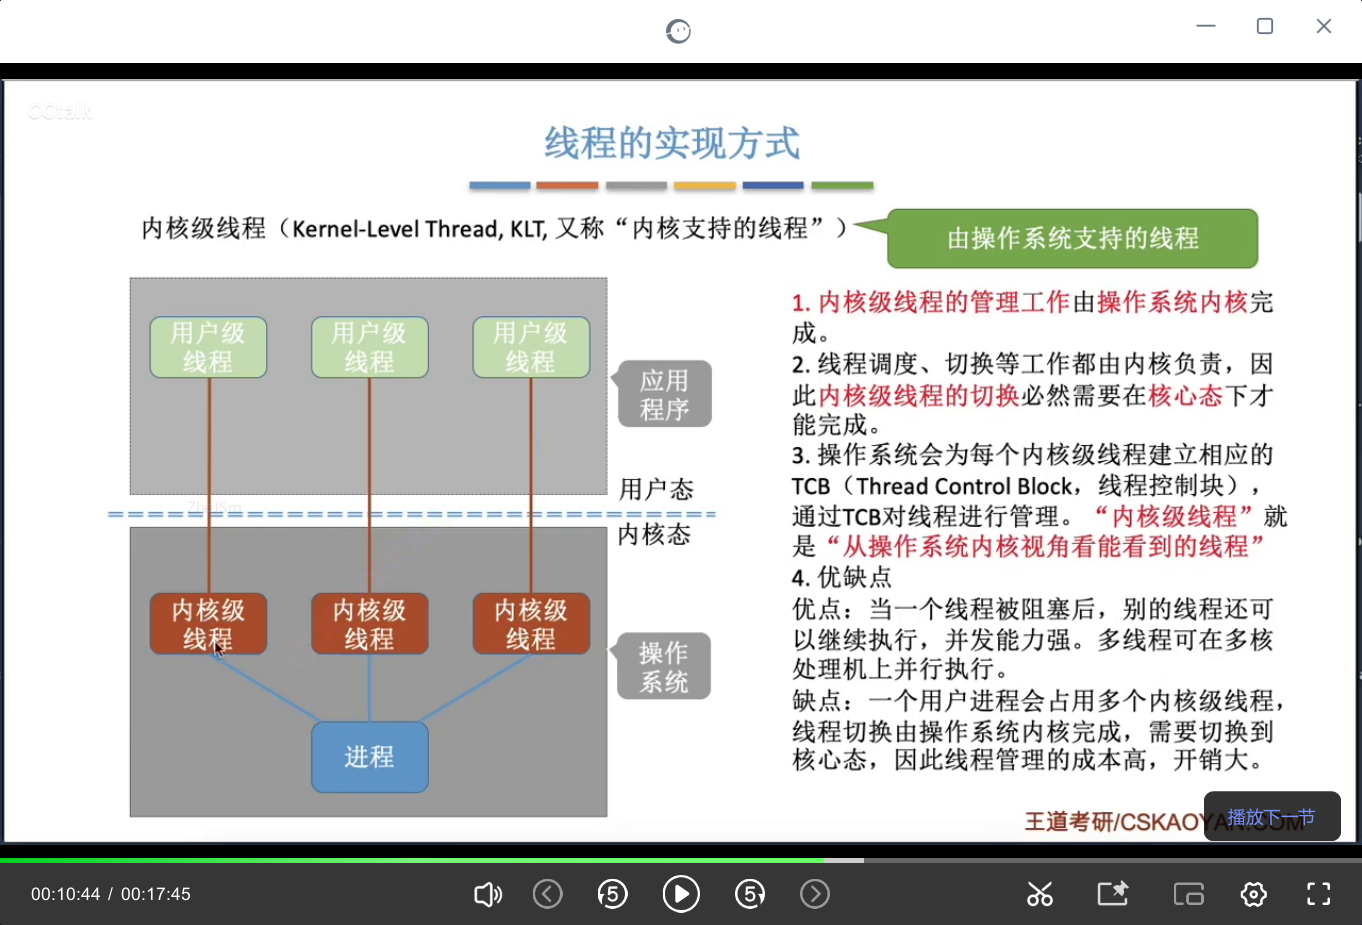 CCtalk
线程的实现方式
内核级线程（Kernel-Level Thread, KLT, 又称“内核支持的线程”）
由操作系统支持的线程
用户级
线程
用户级
线程
用户级
线程
应用
程序
用户态
内核态
内核级
线程
内核级
线程
内核级
线程
操作
系统
进程
1. 内核级线程的管理工作由操作系统内核完
成。
2. 线程调度、切换等工作都由内核负责，因
此内核级线程的切换必然需要在核心态下才
能完成。
3. 操作系统会为每个内核级线程建立相应的
TCB（Thread Control Block，线程控制块），
通过TCB对线程进行管理。“内核级线程”就
是“从操作系统内核视角看能看到的线程”
4. 优缺点
优点：当一个线程被阻塞后，别的线程还可
以继续执行，并发能力强。多线程可在多核
处理机上并行执行。
缺点：一个用户进程会占用多个内核级线程，
线程切换由操作系统内核完成，需要切换到
核心态，因此线程管理的成本高，开销大。
王道考研/CSKAOYAN.COM
播放下一节
00:10:44 / 00:17:45
5
5